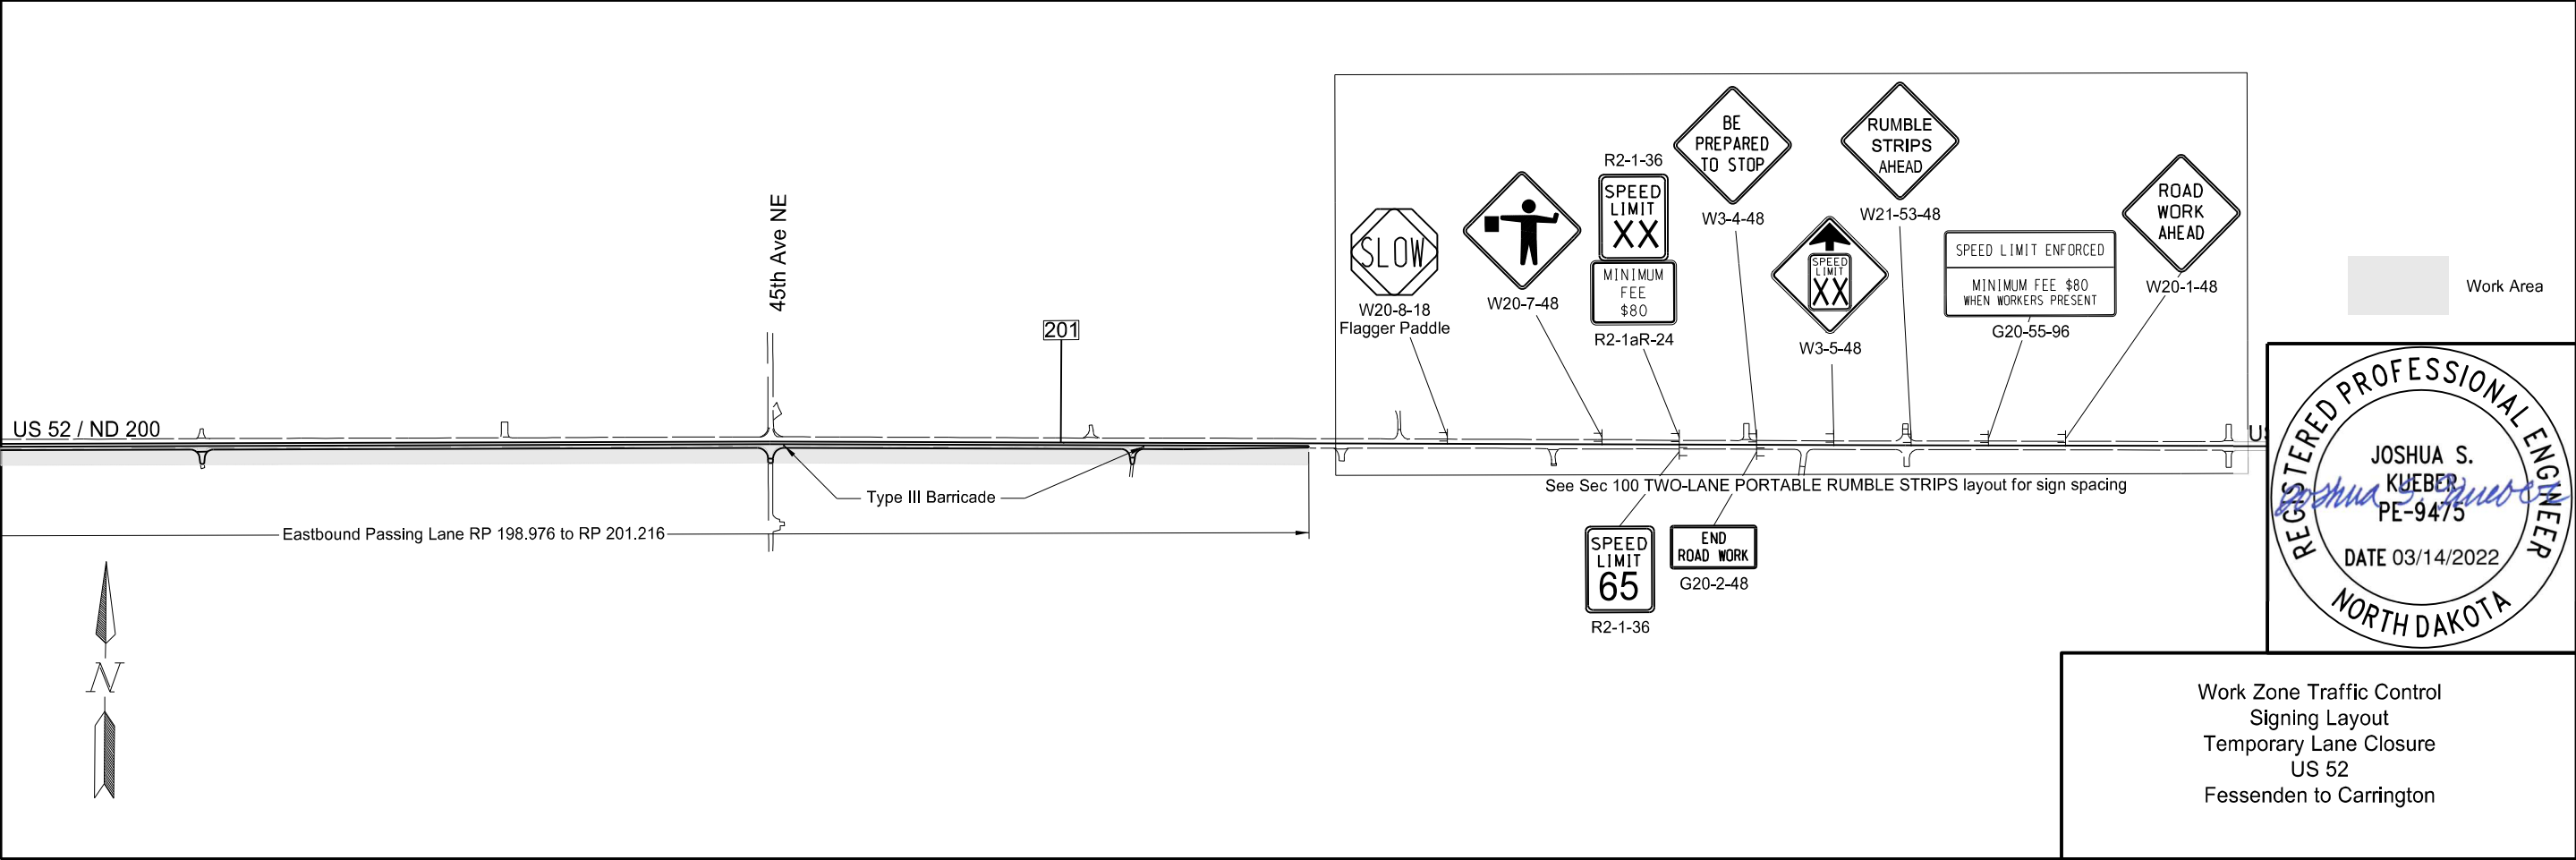 US 52 / ND 200
45th Ave NE
201
Type III Barricade
Eastbound Passing Lane RP 198.976 to RP 201.216
N
SLOW
W20-8-18
Flagger Paddle
W20-7-48
R2-1-36
SPEED
LIMIT
XX
MINIMUM
FEE
$80
R2-1aR-24
BE
PREPARED
TO STOP
W3-4-48
SPEED
LIMIT
XX
W3-5-48
RUMBLE
STRIPS
AHEAD
W21-53-48
SPEED LIMIT ENFORCED
MINIMUM FEE $80
WHEN WORKERS PRESENT
G20-55-96
ROAD
WORK
AHEAD
W20-1-48
See Sec 100 TWO-LANE PORTABLE RUMBLE STRIPS layout for sign spacing
SPEED
LIMIT
65
R2-1-36
END
ROAD WORK
G20-2-48
Work Area
US
REGISTERED PROFESSIONAL ENGINEER
JOSHUA S.
KUEBER
Joshua S. Kueber
PE-9475
DATE 03/14/2022
NORTH DAKOTA
Work Zone Traffic Control
Signing Layout
Temporary Lane Closure
US 52
Fessenden to Carrington